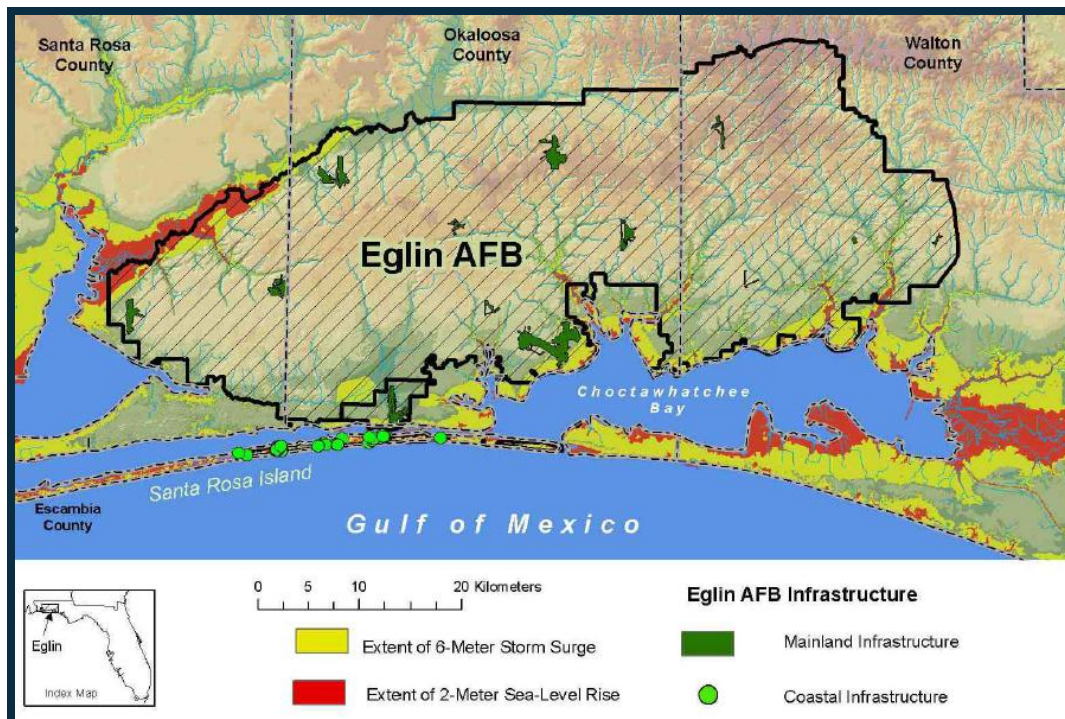 Santa Rosa
County
Okaloosa
County
Walton
County
Eglin AFB
Choctawhatchee
Bay
Santa Rosa Island
Escambia
County
Gulf of Mexico
0 5 10 20 Kilometers
Eglin AFB Infrastructure
Extent of 6-Meter Storm Surge
Mainland Infrastructure
Extent of 2-Meter Sea-Level Rise
Coastal Infrastructure
Eglin
Index Map